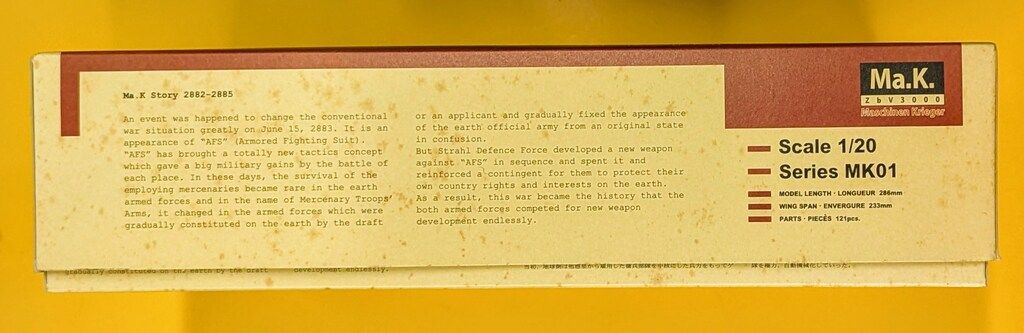 Ma.K Story 2882-2885
An event was happened to change the conventional
war situation greatly on June 15, 2883. It is an
appearance of "AFS" (Armored Fighting Suit).
"AFS" has brought a totally new tactics concept
which gave a big military gains by the battle of
each place. In these days, the survival of the
employing mercenaries became rare in the earth
armed forces and in the name of Mercenary Troops
Arms, it changed in the armed forces which were
gradually constituted on the earth by the draft
or an applicant and gradually fixed the appearance
of the earth official army from an original state
in confusion.
But Strahl Defence Force developed a new weapon
against "AFS" in sequence and spent it and
reinforced a contingent for them to protect their
own country rights and interests on the earth.
As a result, this war became the history that the
both armed forces competed for new weapon
development endlessly.
Ma.K.
ZbV3000
Maschinen Krieger
Scale 1/20
Series MK01
MODEL LENGTH · LONGUEUR 286mm
WING SPAN · ENVERGURE 233mm
PARTS · PIECÈS 121pcs.
gradually constituted on the earth by the draft
development endlessly.